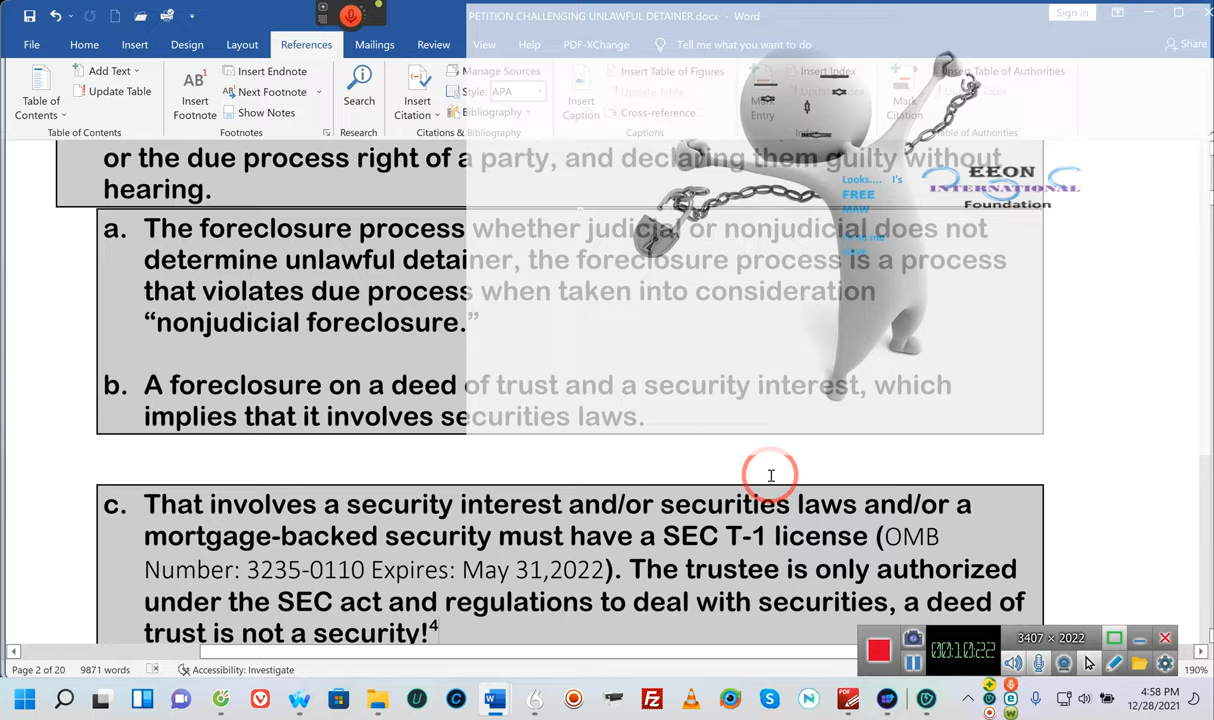 PETITION CHALLENGING UNLAWFUL DETAINER.docx - Word
Sign in
File Home Insert Design Layout References Mailings Review View Help PDF-XChange Tell me what you want to do Share
Table of Contents
Add Text
Update Table
Table of Contents
AB1
Insert Footnote
Insert Endnote
AB1 Next Footnote
Show Notes
Footnotes
Search
Research
Insert Citation
Manage Sources
Style: APA
Bibliography
Citations & Bibliography
Insert Caption
Insert Table of Figures
Update Table
Cross-reference
Captions
Mark Entry
Insert Index
Mark Citation
Insert Table of Authorities
Table of Authorities
or the due process right of a party, and declaring them guilty without
hearing.
EEON
INTERNATIONAL
Foundation
Looks.... I's
FREE
MAW
a. The foreclosure process whether judicial or nonjudicial does not
determine unlawful detainer, the foreclosure process is a process
that violates due process when taken into consideration
“nonjudicial foreclosure.”
b. A foreclosure on a deed of trust and a security interest, which
implies that it involves securities laws.
c. That involves a security interest and/or securities laws and/or a
mortgage-backed security must have a SEC T-1 license (OMB
Number: 3235-0110 Expires: May 31,2022). The trustee is only authorized
under the SEC act and regulations to deal with securities, a deed of
trust is not a security!4
00:10:22
3407 × 2022
Page 2 of 20 9871 words Accessibility: Investigate 190%
4:58 PM
12/28/2021